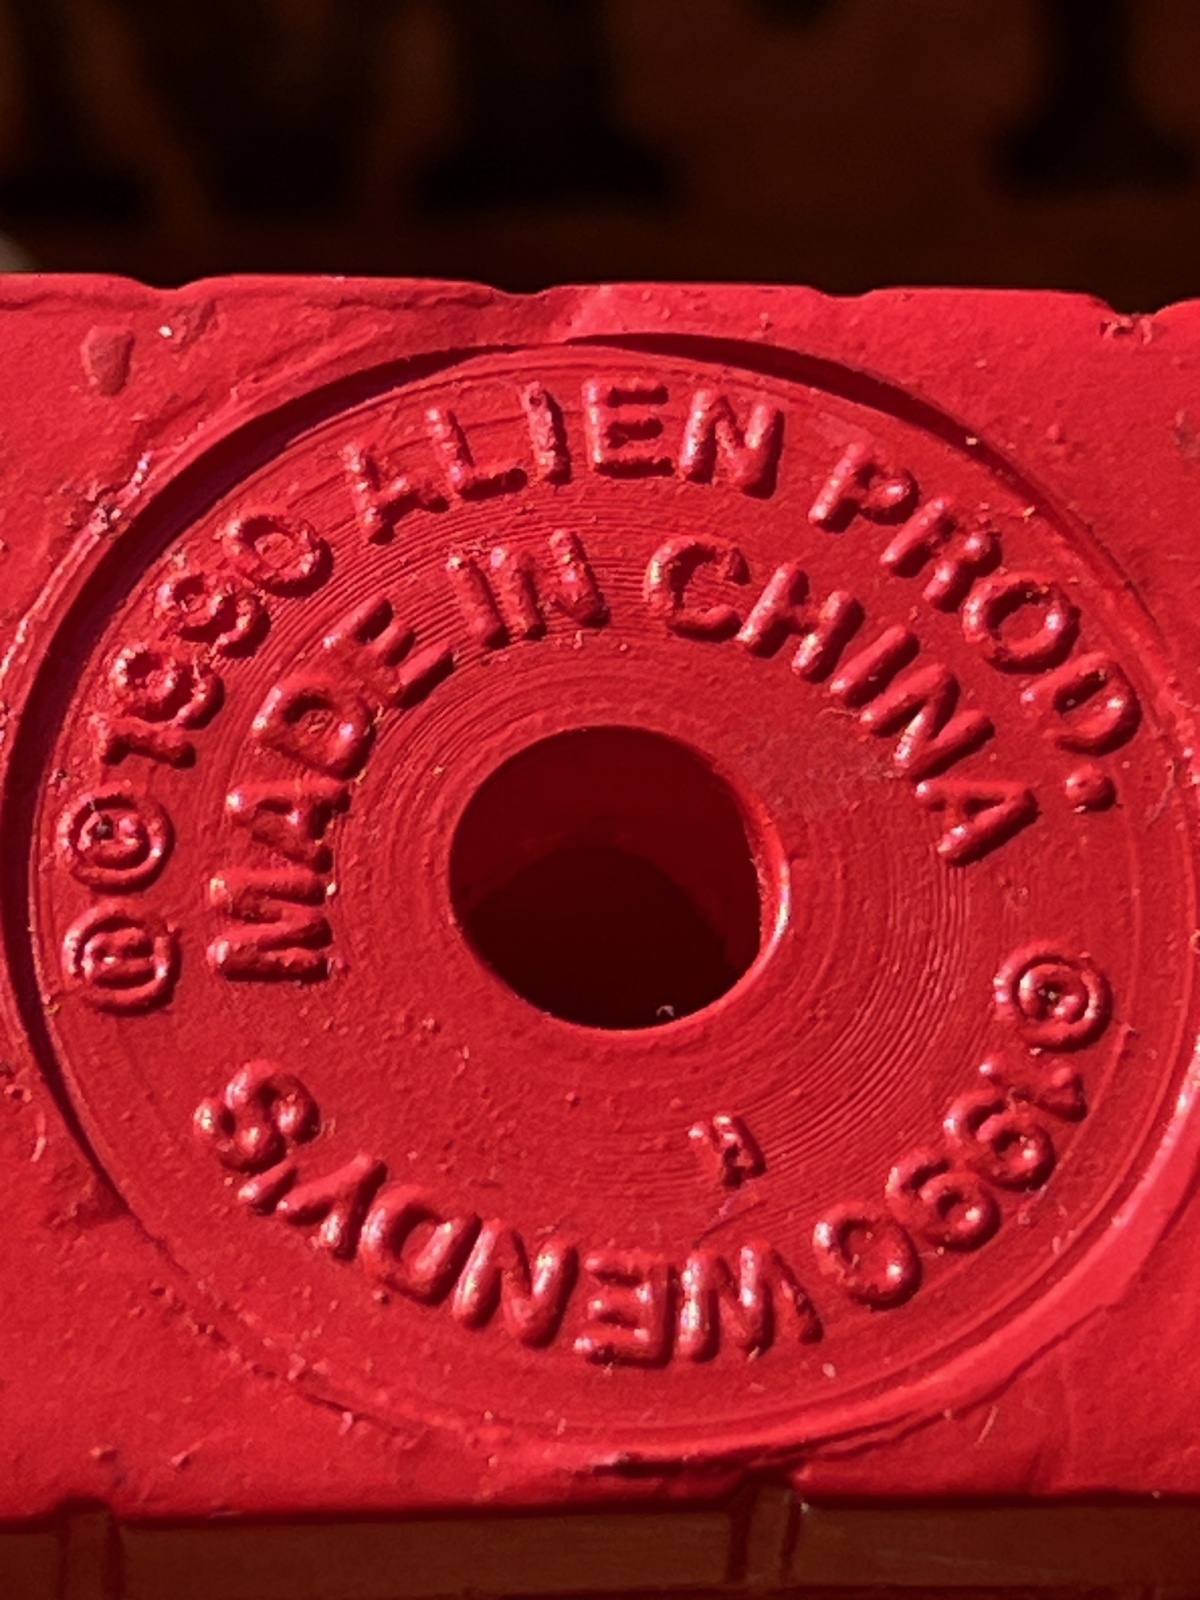 ®©1990 ALIEN PROD.
MADE IN CHINA
A
©1990 WENDY'S